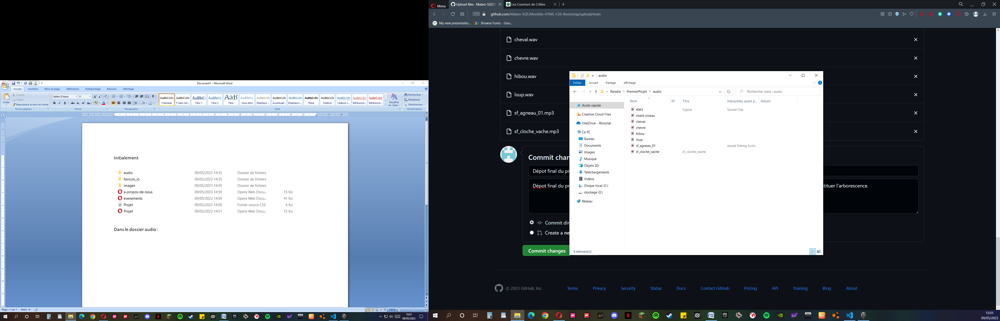 Document1 - Microsoft Word
Accueil Insertion Mise en page Références Publipostage Révision Affichage
Coller
Couper
Copier
Reproduire la mise en forme
Presse-papiers
Calibri (Corps) 11
Police
Paragraphe
AaBbCcDc AaBbCcDc AaBbC AaBbCc AaB AaBbCc. AaBbCcDc AaBbCcDc AaBbCcDc AaBbCcDc AaBbCcDc AaBbCcDc AaBbCcDc AaBbCcDc
¶ Normal ¶ Sans int... Titre 1 Titre 2 Titre Sous-titre Emphase ... Accentuat... Emphase i... Élevé Citation Citation i... Référence... Référence...
Modifier
les styles
Style
Rechercher
Remplacer
Sélectionner
Modification
Initialement
audio 09/05/2023 14:35 Dossier de fichiers
favicon_io 09/05/2023 14:35 Dossier de fichiers
images 09/05/2023 14:35 Dossier de fichiers
a-propos-de-nous 09/05/2023 14:50 Opera Web Docu... 15 Ko
evenements 09/05/2023 14:50 Opera Web Docu... 41 Ko
Projet 09/05/2023 14:50 Fichier source CSS 6 Ko
Projet 09/05/2023 14:51 Opera Web Docu... 12 Ko
Dans le dossier audio :
Page : 1 sur 1 Mots : 6
150 %
15:01
09/05/2023
Menu
Upload files · Mateo-SQT/M
Les Coureurs de Crêtes
VPN
github.com/Mateo-SQT/MonSite-HTML-CSS-Bootstrap/upload/main
My new presentatio...
Browse Fonts - Goo...
cheval.wav
chevre.wav
hibou.wav
loup.wav
sf_agneau_01.mp3
sf_cloche_vache.mp3
Commit chan
Dépot final du pr
Dépot final du pr
tituer l'arborescence.
Commit dir
Create a ne
Commit changes
audio
Fichier Accueil Partage Affichage
« Rendre > PremierProjet > audio
Rechercher dans : audio
Nom N° Titre Interprètes ayant p... Album
Accès rapide
Creative Cloud Files
OneDrive - Personal
Ce PC
Bureau
Documents
Images
Musique
Objets 3D
Téléchargements
Vidéos
Disque local (C:)
stockage (E:)
Réseau
4063 Сурок Sound Clip
chant-oiseau
cheval
chevre
hibou
loup
sf_agneau_01 sound fishing bruit...
sf_cloche_vache sf_cloche_vache
8 élément(s)
© 2023 GitHub, Inc. Terms Privacy Security Status Docs Contact GitHub Pricing API Training Blog About
15:01
09/05/2023